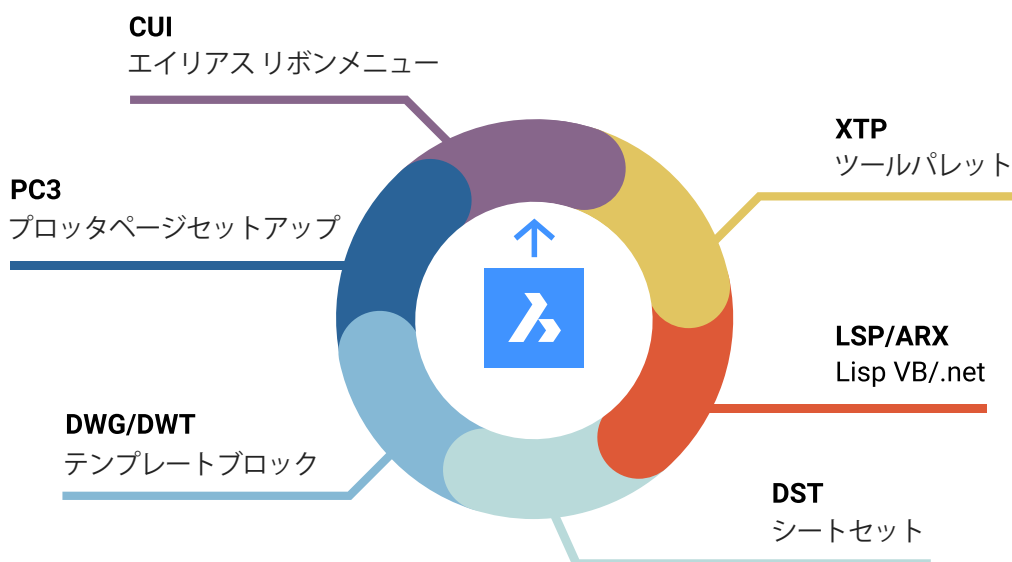 CUI
エイリアス リボンメニュー
XTP
ツールパレット
PC3
プロッタページセットアップ
LSP/ARX
Lisp VB/.net
DWG/DWT
テンプレートブロック
DST
シートセット